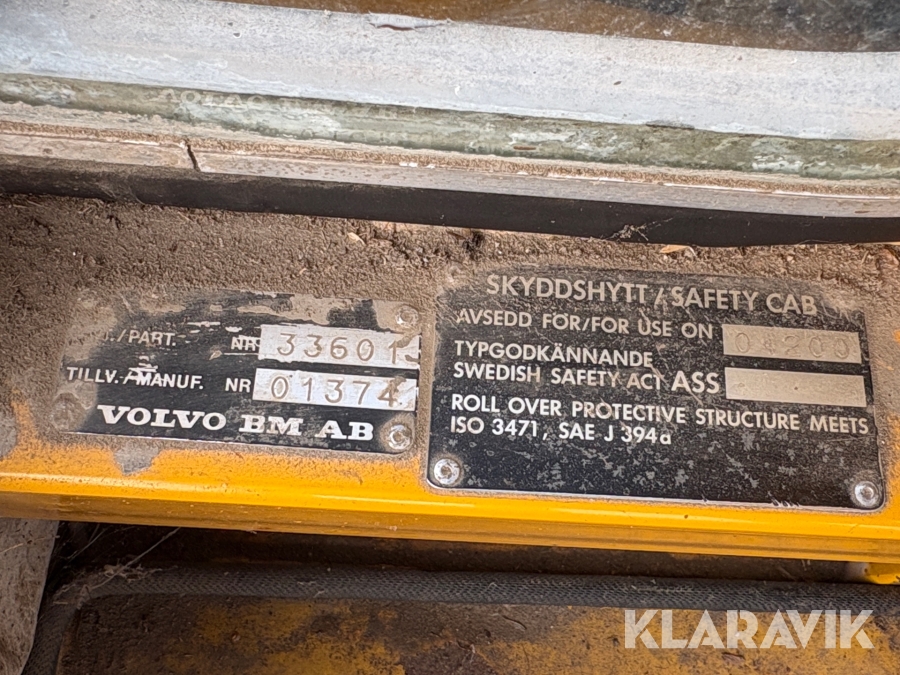 /PART. NR 33601
TILLV. MANUF. NR 01374
VOLVO BM AB
SKYDDSHYTT/SAFETY CAB
AVSEDD FÖR/FOR USE ON
TYPGODKÄNNANDE
SWEDISH SAFETY ACT ASS
ROLL OVER PROTECTIVE STRUCTURE MEETS
ISO 3471, SAE J 394a
KLARAVIK